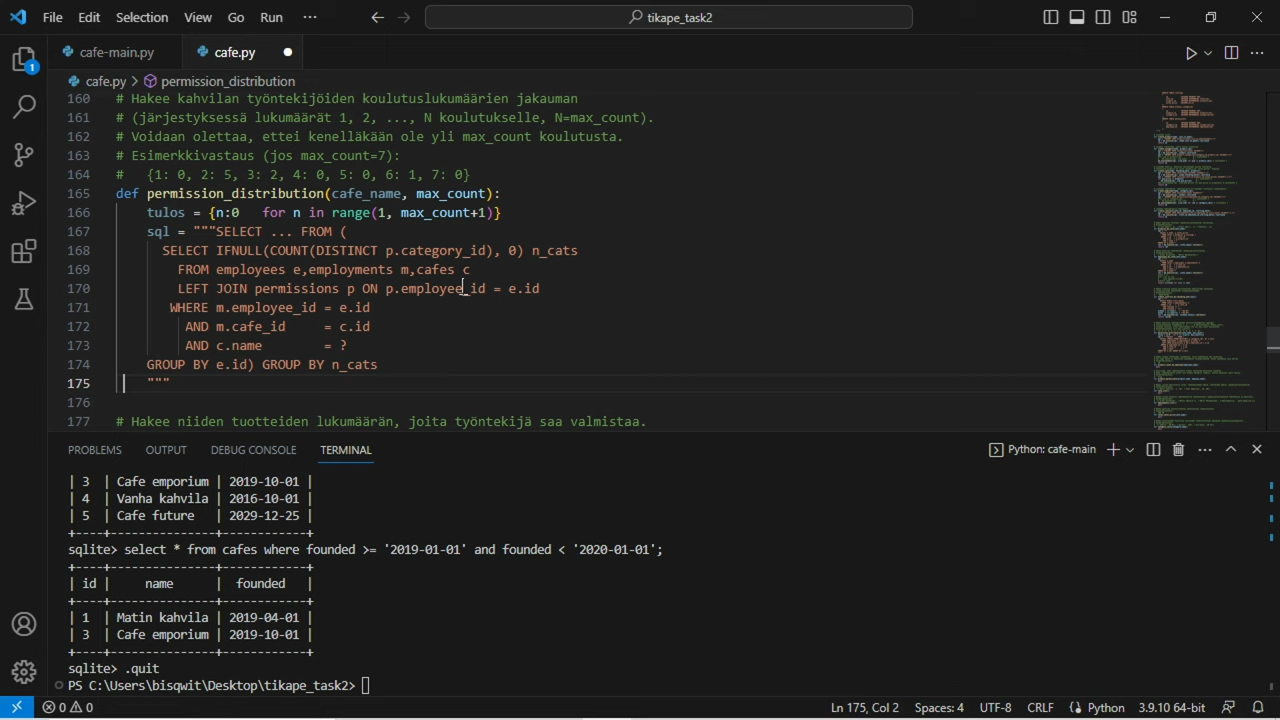 File Edit Selection View Go Run ··· tikape_task2
cafe-main.py cafe.py
cafe.py > permission_distribution
160 # Hakee kahvilan työntekijöiden koulutuslukumäärien jakauman
161 # (järjestyksessä lukumäärät 1, 2, ..., N koulutukselle, N=max_count).
162 # Voidaan olettaa, ettei kenelläkään ole yli max_count koulutusta.
163 # Esimerkkivastaus (jos max_count=7):
164 #   {1: 0, 2: 5, 3: 2, 4: 0, 5: 0, 6: 1, 7: 0}
165 def permission_distribution(cafe_name, max_count):
166     tulos = {n:0   for n in range(1, max_count+1)}
167     sql = """SELECT ... FROM (
168       SELECT IFNULL(COUNT(DISTINCT p.category_id), 0) n_cats
169         FROM employees e,employments m,cafes c
170         LEFT JOIN permissions p ON p.employee_id = e.id
171        WHERE m.employee_id = e.id
172          AND m.cafe_id     = c.id
173          AND c.name        = ?
174     GROUP BY e.id) GROUP BY n_cats
175     """
176
177 # Hakee niiden tuotteiden lukumäärän, joita työntekijä saa valmistaa.
PROBLEMS OUTPUT DEBUG CONSOLE TERMINAL Python: cafe-main
| 3 | Cafe emporium | 2019-10-01 |
| 4 | Vanha kahvila | 2016-10-01 |
| 5 | Cafe future   | 2029-12-25 |
+----+---------------+------------+
sqlite> select * from cafes where founded >= '2019-01-01' and founded < '2020-01-01';
+----+---------------+------------+
| id |     name      |  founded   |
+----+---------------+------------+
| 1 | Matin kahvila | 2019-04-01 |
| 3 | Cafe emporium | 2019-10-01 |
+----+---------------+------------+
sqlite> .quit
PS C:\Users\bisqwit\Desktop\tikape_task2>
0 0 Ln 175, Col 2 Spaces: 4 UTF-8 CRLF Python 3.9.10 64-bit